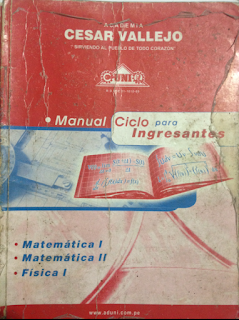 ACADEMIA
CESAR VALLEJO
"SIRVIENDO AL PUEBLO DE TODO CORAZÓN"
ADUNI
• Manual Ciclo para
Ingresantes
• Matemática I
• Matemática II
• Física I
www.aduni.com.pe